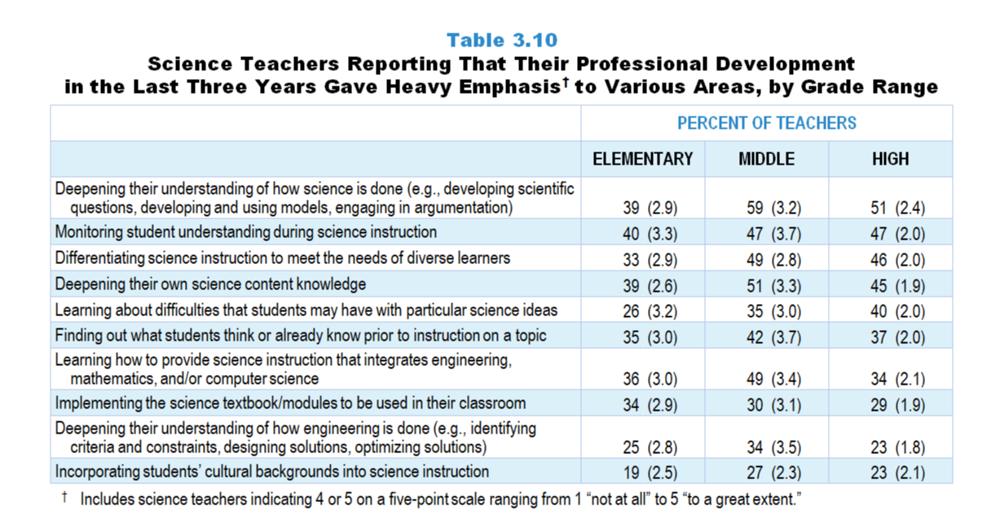 Table 3.10
Science Teachers Reporting That Their Professional Development
in the Last Three Years Gave Heavy Emphasis† to Various Areas, by Grade Range
PERCENT OF TEACHERS
ELEMENTARY MIDDLE HIGH
Deepening their understanding of how science is done (e.g., developing scientific
questions, developing and using models, engaging in argumentation) 39 (2.9) 59 (3.2) 51 (2.4)
Monitoring student understanding during science instruction 40 (3.3) 47 (3.7) 47 (2.0)
Differentiating science instruction to meet the needs of diverse learners 33 (2.9) 49 (2.8) 46 (2.0)
Deepening their own science content knowledge 39 (2.6) 51 (3.3) 45 (1.9)
Learning about difficulties that students may have with particular science ideas 26 (3.2) 35 (3.0) 40 (2.0)
Finding out what students think or already know prior to instruction on a topic 35 (3.0) 42 (3.7) 37 (2.0)
Learning how to provide science instruction that integrates engineering,
mathematics, and/or computer science 36 (3.0) 49 (3.4) 34 (2.1)
Implementing the science textbook/modules to be used in their classroom 34 (2.9) 30 (3.1) 29 (1.9)
Deepening their understanding of how engineering is done (e.g., identifying
criteria and constraints, designing solutions, optimizing solutions) 25 (2.8) 34 (3.5) 23 (1.8)
Incorporating students’ cultural backgrounds into science instruction 19 (2.5) 27 (2.3) 23 (2.1)
† Includes science teachers indicating 4 or 5 on a five-point scale ranging from 1 “not at all” to 5 “to a great extent.”